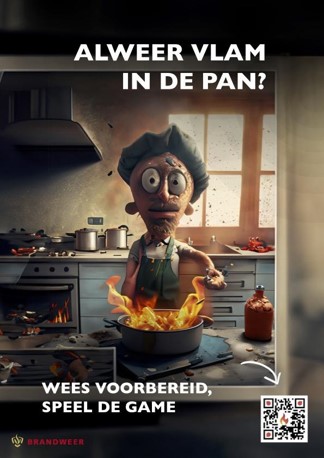 ALWEER VLAM
IN DE PAN?
WEES VOORBEREID,
SPEEL DE GAME
BRANDWEER